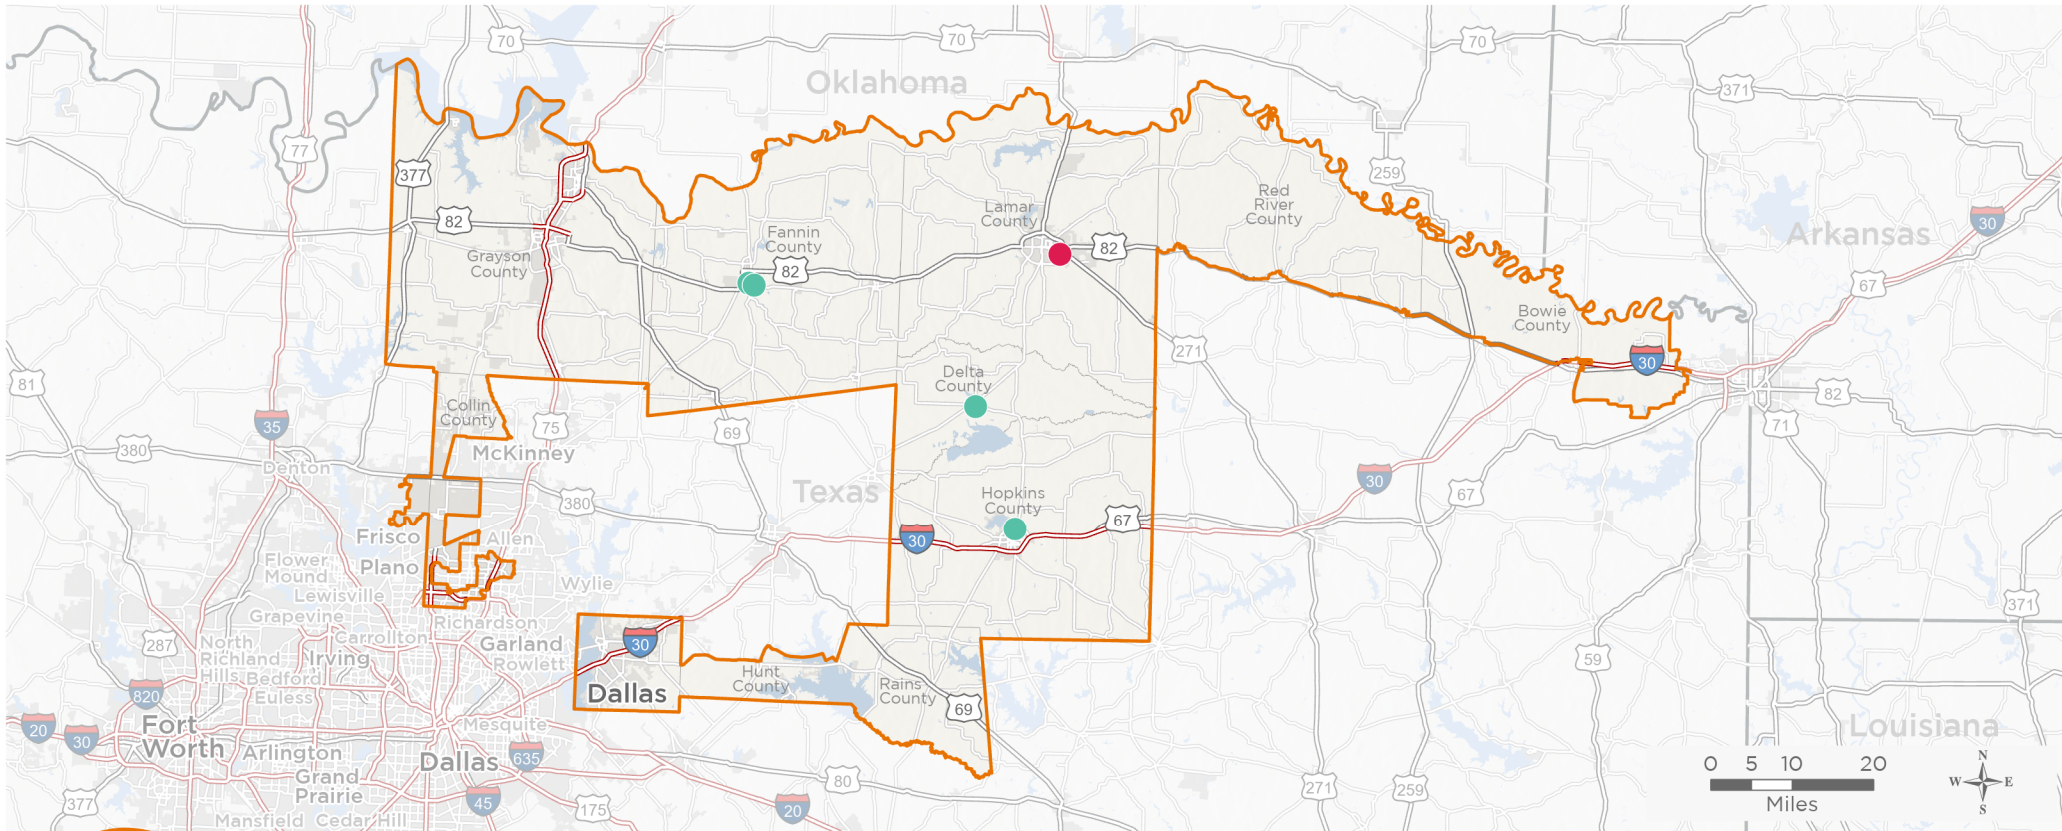 70
70
70
Oklahoma
371
77
377
259
Red
River
County
Lamar
County
82
Fannin
County
82
82
30
Arkansas
Grayson
County
67
Bowie
County
271
30
81
Delta
County
82
Collin
County
35
75
69
71
380
McKinney
Denton
30
Texas
67
Hopkins
County
380
67
Frisco
Allen
30
Flower
Mound
Plano
Wylie
Lewisville
371
Grapevine
Richardson
287
North
Richland
Hills
Carrollton
Garland
30
Irving
Rowlett
59
Bedford
Euless
Hunt
County
Rains
County
820
Dallas
69
Fort
Worth
Mesquite
Louisiana
20
30
Arlington
635
Dallas
Grand
Prairie
80
0 5 10 20
Miles
N
W E
S
377
45
175
20
271
259
Mansfield
Cedar Hill